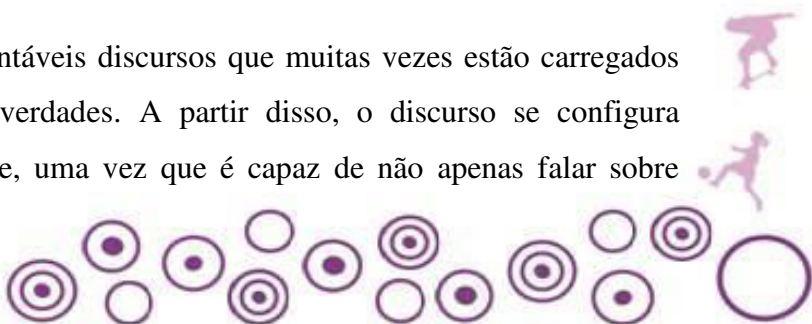 discursos que muitas vezes estão carregados
verdades. A partir disso, o discurso se configura
uma vez que é capaz de não apenas falar sobre